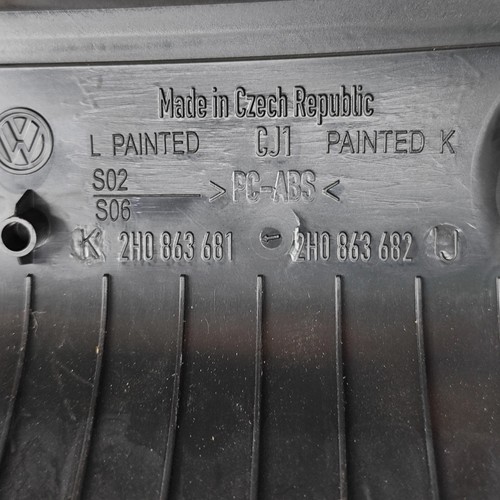 Made in Czech Republic
L PAINTED CJ1 PAINTED K
S02 >PC-ABS<
S06
K 2H0 863 681 2H0 863 682 J